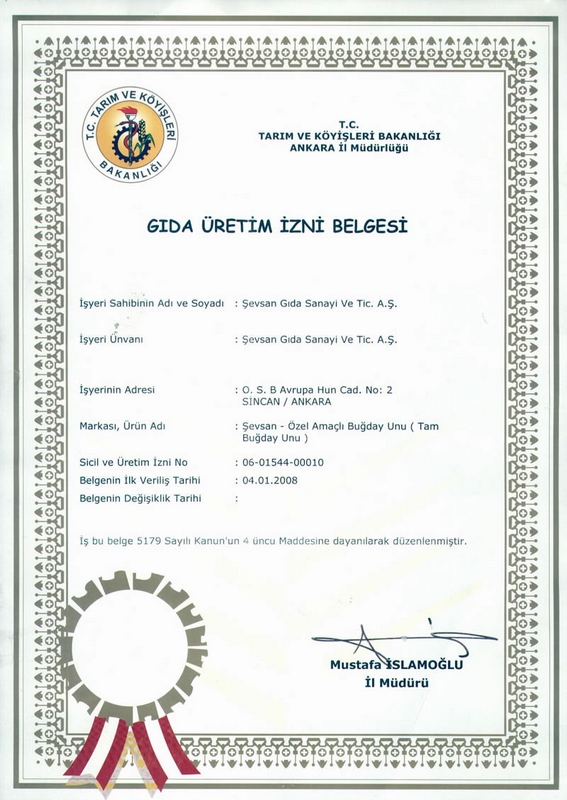 T.C. TARIM VE KÖYİŞLERİ
BAKANLIĞI
T.C.
TARIM VE KÖYİŞLERİ BAKANLIĞI
ANKARA İl Müdürlüğü
GIDA ÜRETİM İZNİ BELGESİ
İşyeri Sahibinin Adı ve Soyadı : Şevsan Gıda Sanayi Ve Tic. A.Ş.
İşyeri Ünvanı : Şevsan Gıda Sanayi Ve Tic. A.Ş.
İşyerinin Adresi : O. S. B Avrupa Hun Cad. No: 2
SİNCAN / ANKARA
Markası, Ürün Adı : Şevsan - Özel Amaçlı Buğday Unu ( Tam
Buğday Unu )
Sicil ve Üretim İzni No : 06-01544-00010
Belgenin İlk Veriliş Tarihi : 04.01.2008
Belgenin Değişiklik Tarihi :
İş bu belge 5179 Sayılı Kanun'un 4 üncu Maddesine dayanılarak düzenlenmiştir.
Mustafa İSLAMOĞLU
İl Müdürü